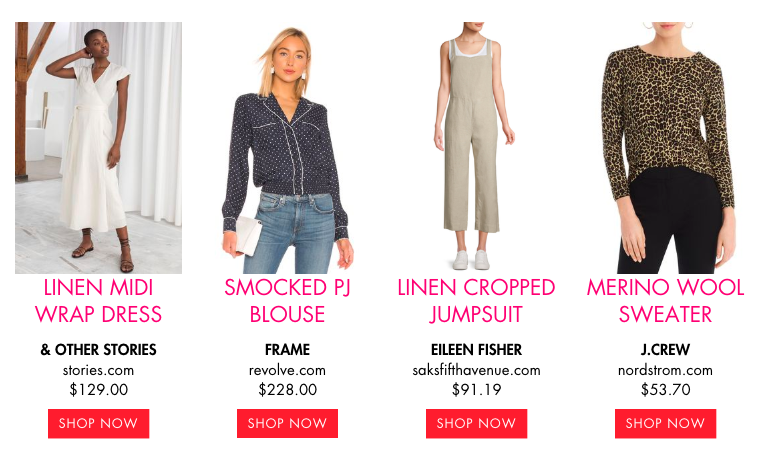 LINEN MIDI
WRAP DRESS
& OTHER STORIES
stories.com
$129.00
SHOP NOW
SMOCKED PJ
BLOUSE
FRAME
revolve.com
$228.00
SHOP NOW
LINEN CROPPED
JUMPSUIT
EILEEN FISHER
saksfifthavenue.com
$91.19
SHOP NOW
MERINO WOOL
SWEATER
J.CREW
nordstrom.com
$53.70
SHOP NOW